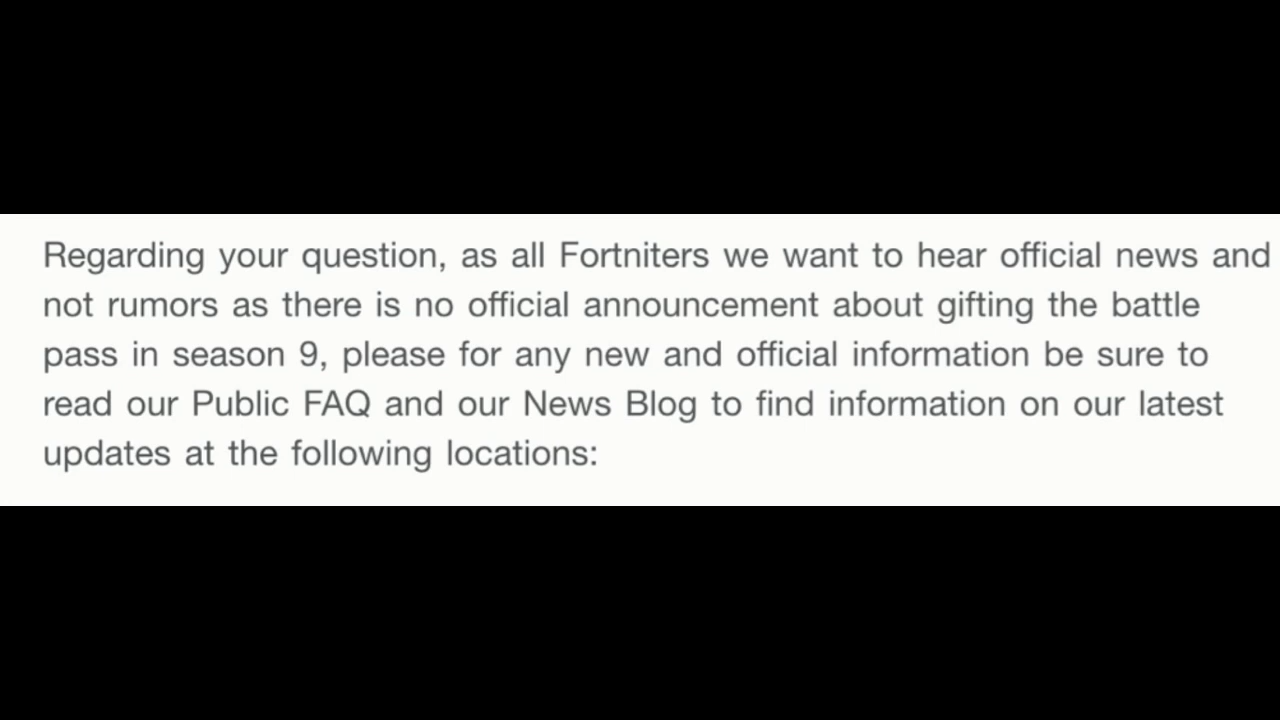 Regarding your question, as all Fortniters we want to hear official news and
not rumors as there is no official announcement about gifting the battle
pass in season 9, please for any new and official information be sure to
read our Public FAQ and our News Blog to find information on our latest
updates at the following locations: